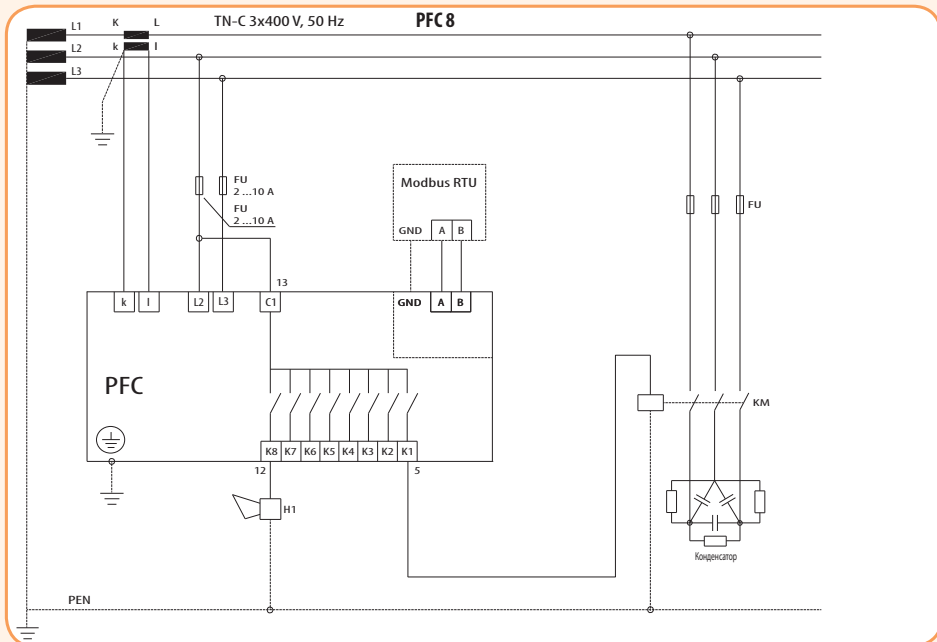 TN-C 3x400 V, 50 Hz PFC 8
L1 K L
L2 k l
L3
FU
2 ...10 A
FU
2 ...10 A
Modbus RTU
GND A B
FU
13
k l L2 L3 C1 GND A B
PFC
KM
K8 K7 K6 K5 K4 K3 K2 K1
12 5
H1
Конденсатор
PEN